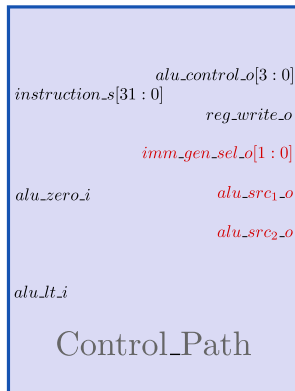 alu_control_o[3 : 0]
instruction_s[31 : 0]
reg_write_o
imm_gen_sel_o[1 : 0]
alu_zero_i
alu_src₁_o
alu_src₂_o
alu_lt_i
Control_Path